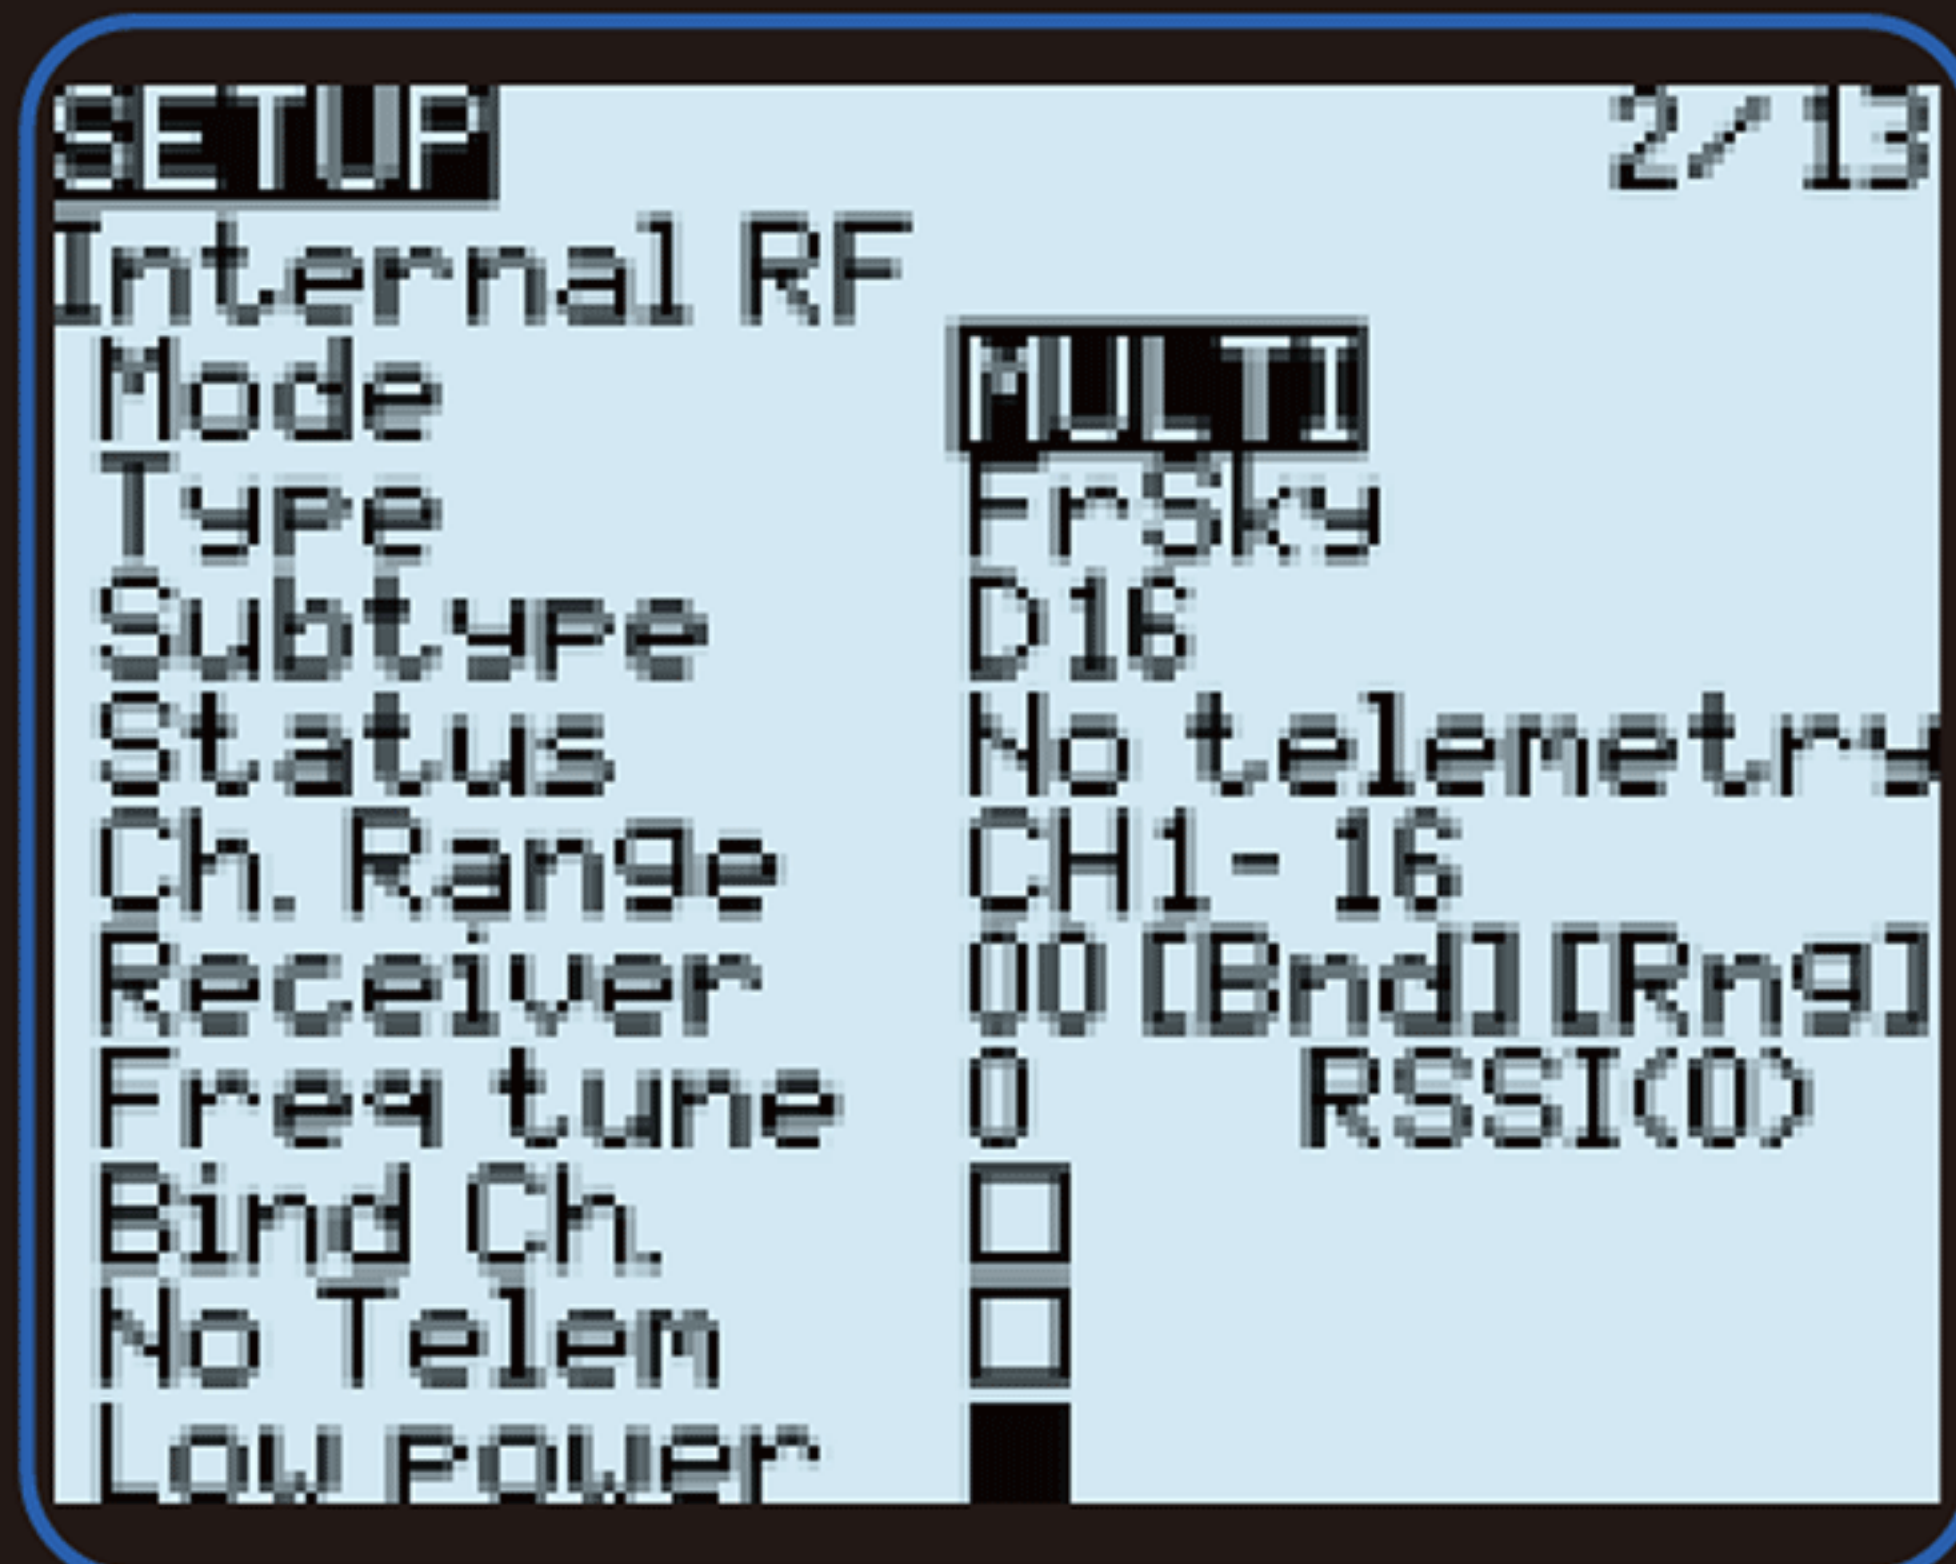 SETUP 2/13
Internal RF
Mode MULTI
Type FrSky
Subtype D16
Status No telemetry
Ch. Range CH1-16
Receiver 00 [Bnd] [Rng]
Freq tune 0 RSSI(0)
Bind Ch.
No Telem
Low power